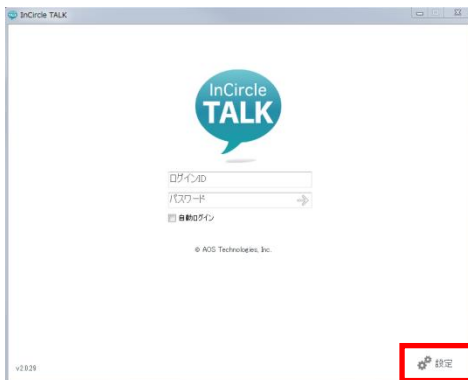 InCircle TALK
InCircle
TALK
ログインID
パスワード
自動ログイン
© AOS Technologies, Inc.
v2.0.29
設定